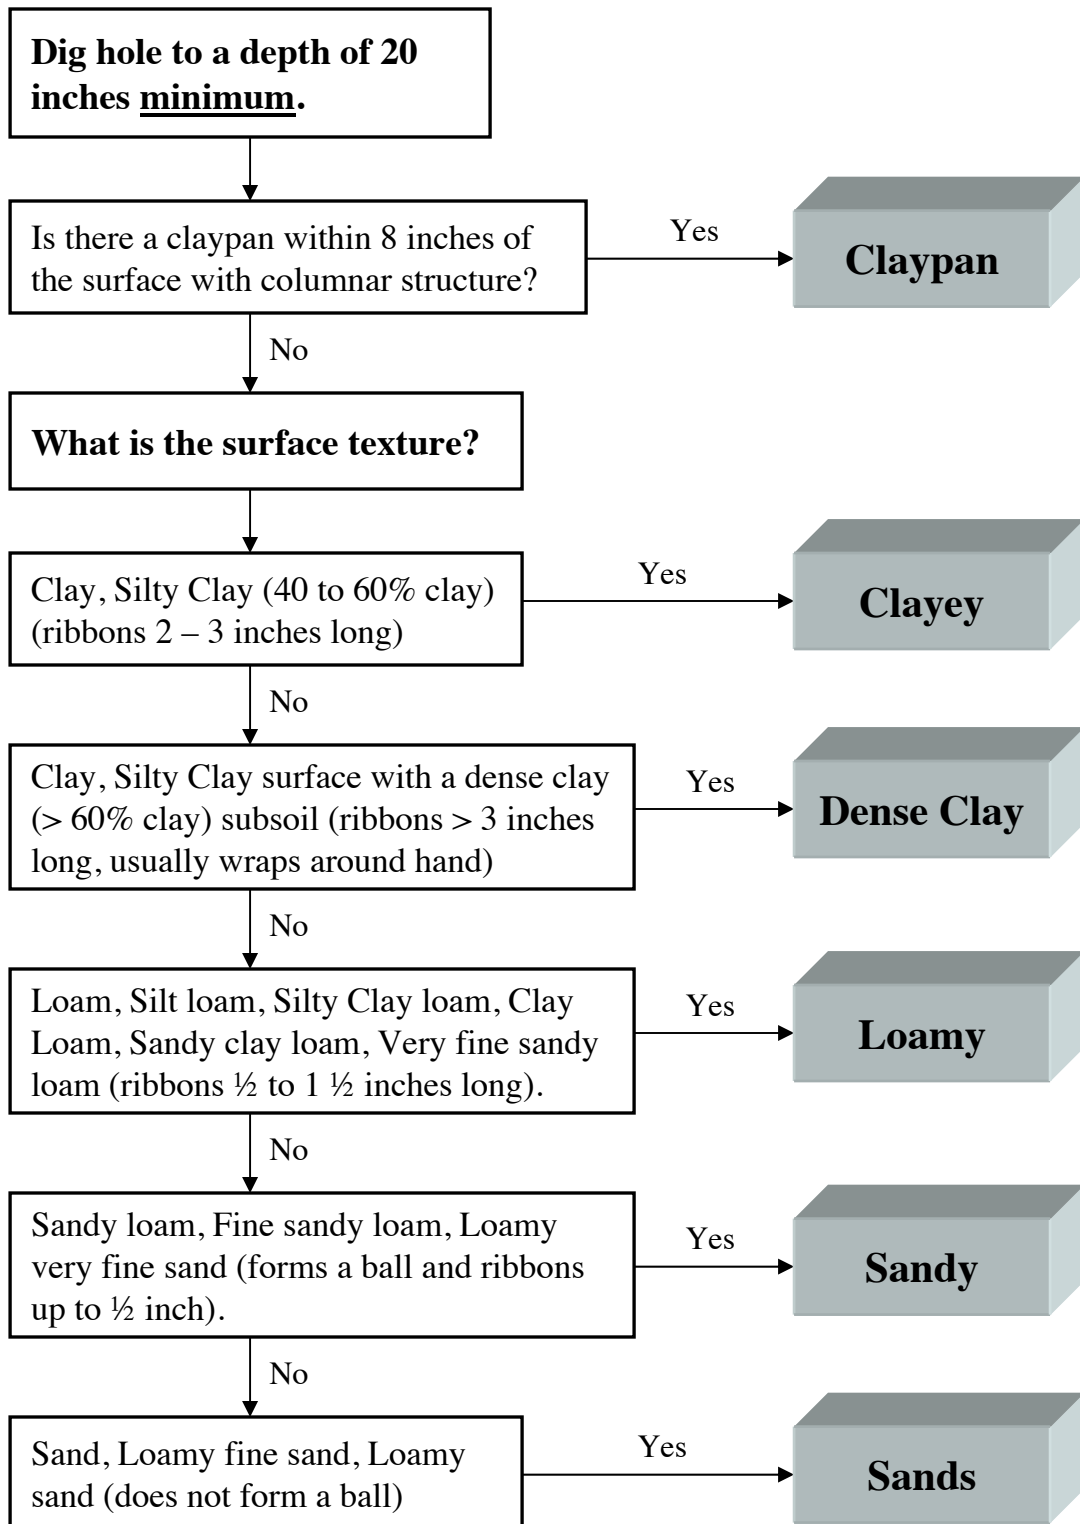 Dig hole to a depth of 20
inches minimum.
Is there a claypan within 8 inches of
the surface with columnar structure?
Yes
Claypan
No
What is the surface texture?
Clay, Silty Clay (40 to 60% clay)
(ribbons 2 – 3 inches long)
Yes
Clayey
No
Clay, Silty Clay surface with a dense clay
(> 60% clay) subsoil (ribbons > 3 inches
long, usually wraps around hand)
Yes
Dense Clay
No
Loam, Silt loam, Silty Clay loam, Clay
Loam, Sandy clay loam, Very fine sandy
loam (ribbons ½ to 1 ½ inches long).
Yes
Loamy
No
Sandy loam, Fine sandy loam, Loamy
very fine sand (forms a ball and ribbons
up to ½ inch).
Yes
Sandy
No
Sand, Loamy fine sand, Loamy
sand (does not form a ball)
Yes
Sands